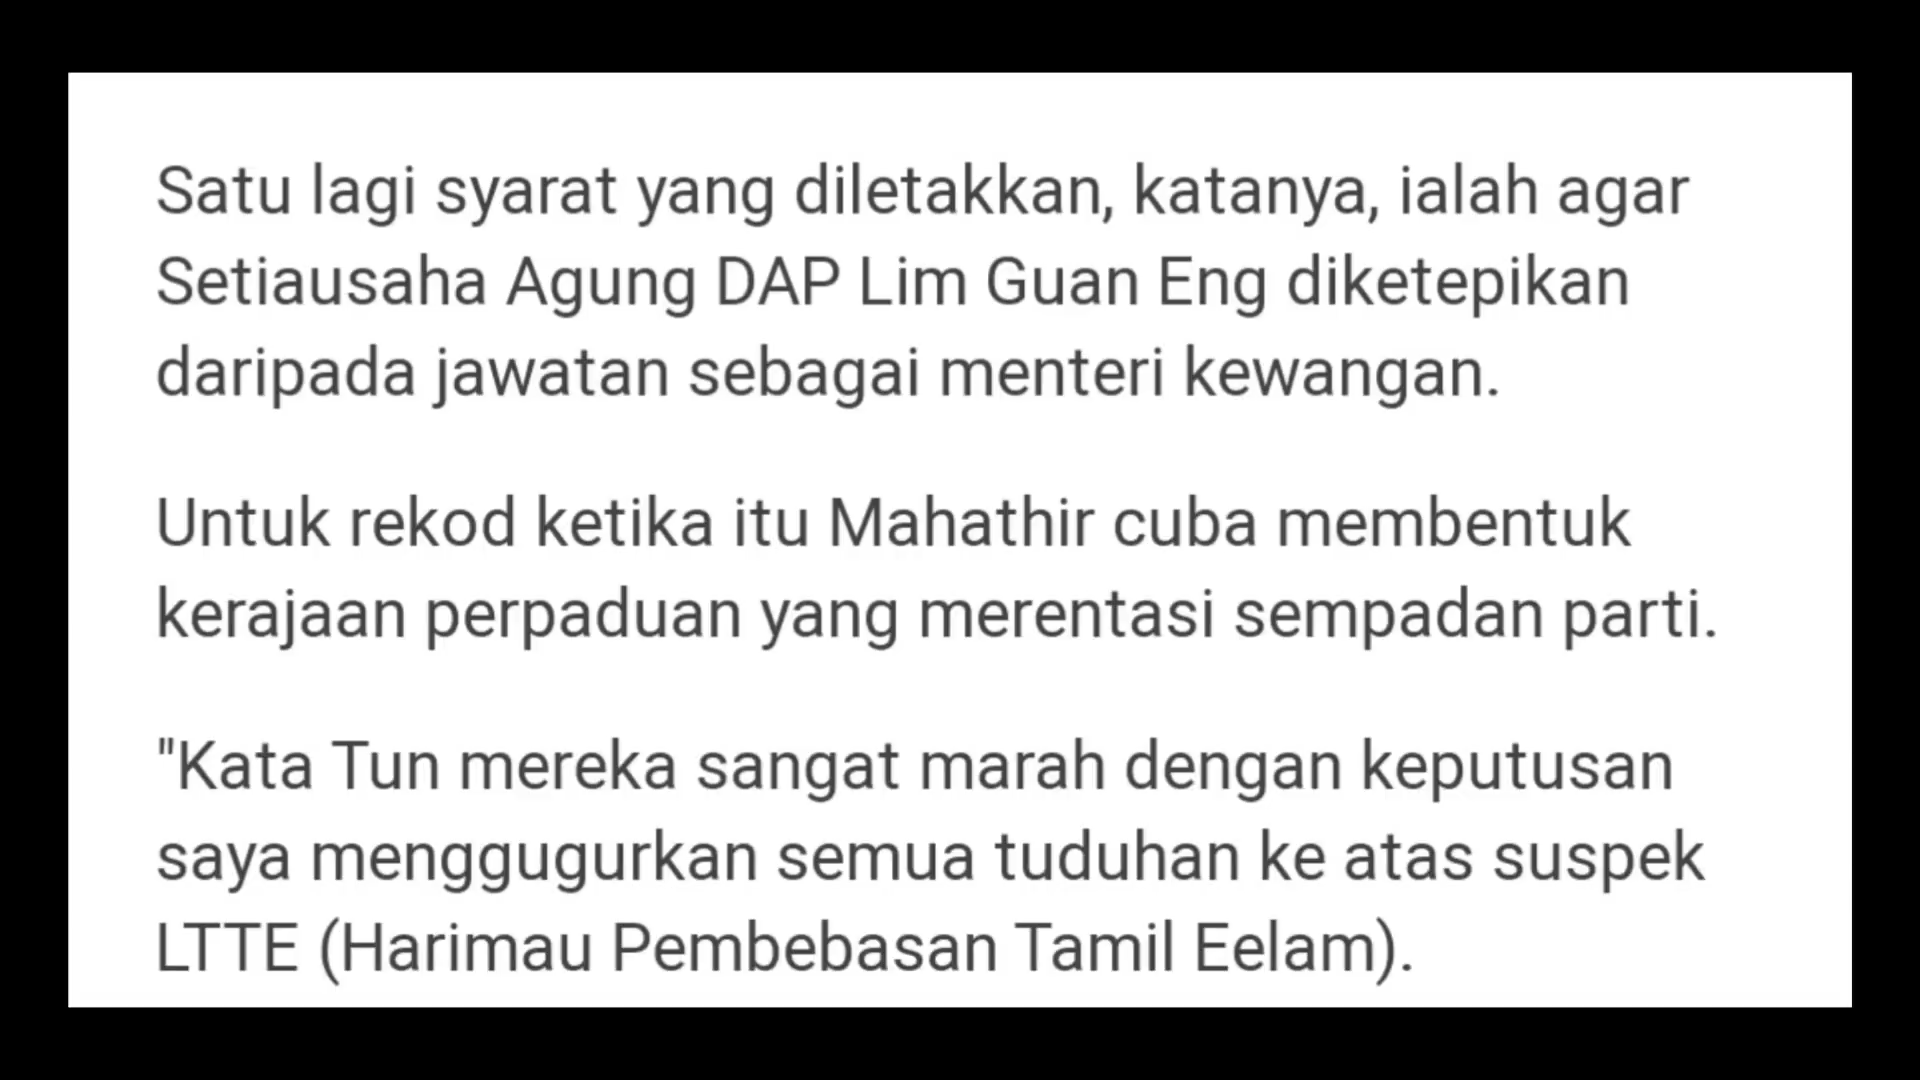 Satu lagi syarat yang diletakkan, katanya, ialah agar
Setiausaha Agung DAP Lim Guan Eng diketepikan
daripada jawatan sebagai menteri kewangan.
Untuk rekod ketika itu Mahathir cuba membentuk
kerajaan perpaduan yang merentasi sempadan parti.
"Kata Tun mereka sangat marah dengan keputusan
saya menggugurkan semua tuduhan ke atas suspek
LTTE (Harimau Pembebasan Tamil Eelam).